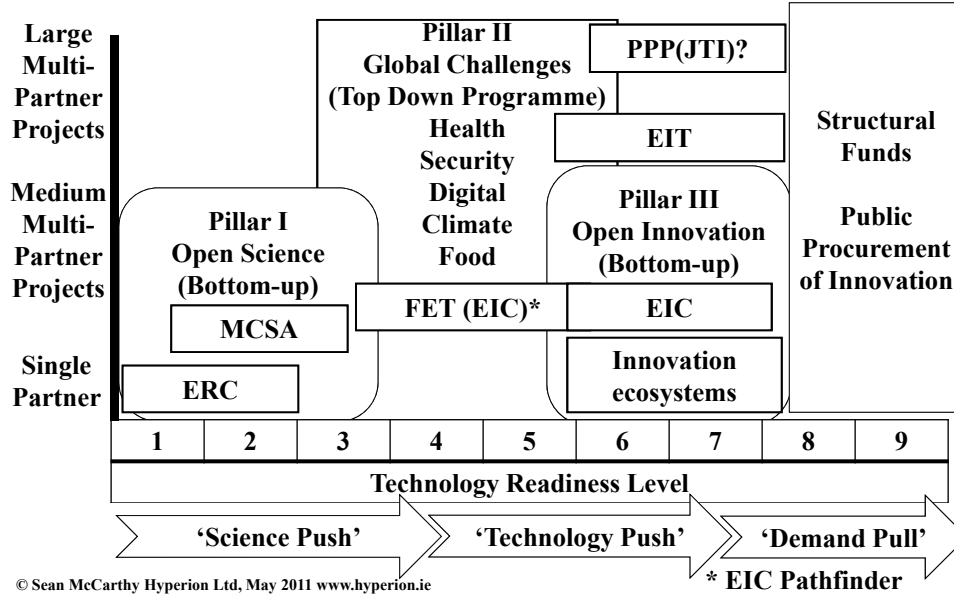 Large
Multi-
Partner
Projects
Medium
Multi-
Partner
Projects
Single
Partner
Pillar I
Open Science
(Bottom-up)
MCSA
ERC
Pillar II
Global Challenges
(Top Down Programme)
Health
Security
Digital
Climate
Food
FET (EIC)*
PPP(JTI)?
EIT
Pillar III
Open Innovation
(Bottom-up)
EIC
Innovation
ecosystems
Structural
Funds
Public
Procurement
of Innovation
1 2 3 4 5 6 7 8 9
Technology Readiness Level
‘Science Push’ ‘Technology Push’ ‘Demand Pull’
© Sean McCarthy Hyperion Ltd, May 2011 www.hyperion.ie
* EIC Pathfinder